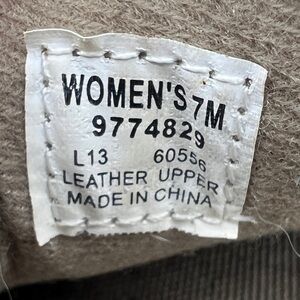 WOMEN'S 7M
9774829
L13 60556
LEATHER UPPER
MADE IN CHINA